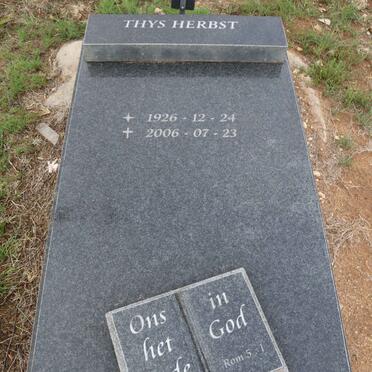 THYS HERBST
1926 - 12 - 24
2006 - 07 - 23
Ons
het
in
God
Rom 5 : 1